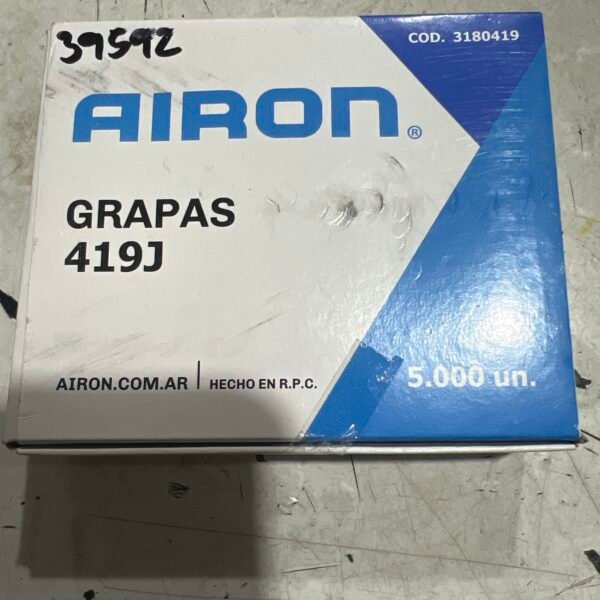 39592
COD. 3180419
AIRON®
GRAPAS
419J
AIRON.COM.AR | HECHO EN R.P.C.
5.000 un.